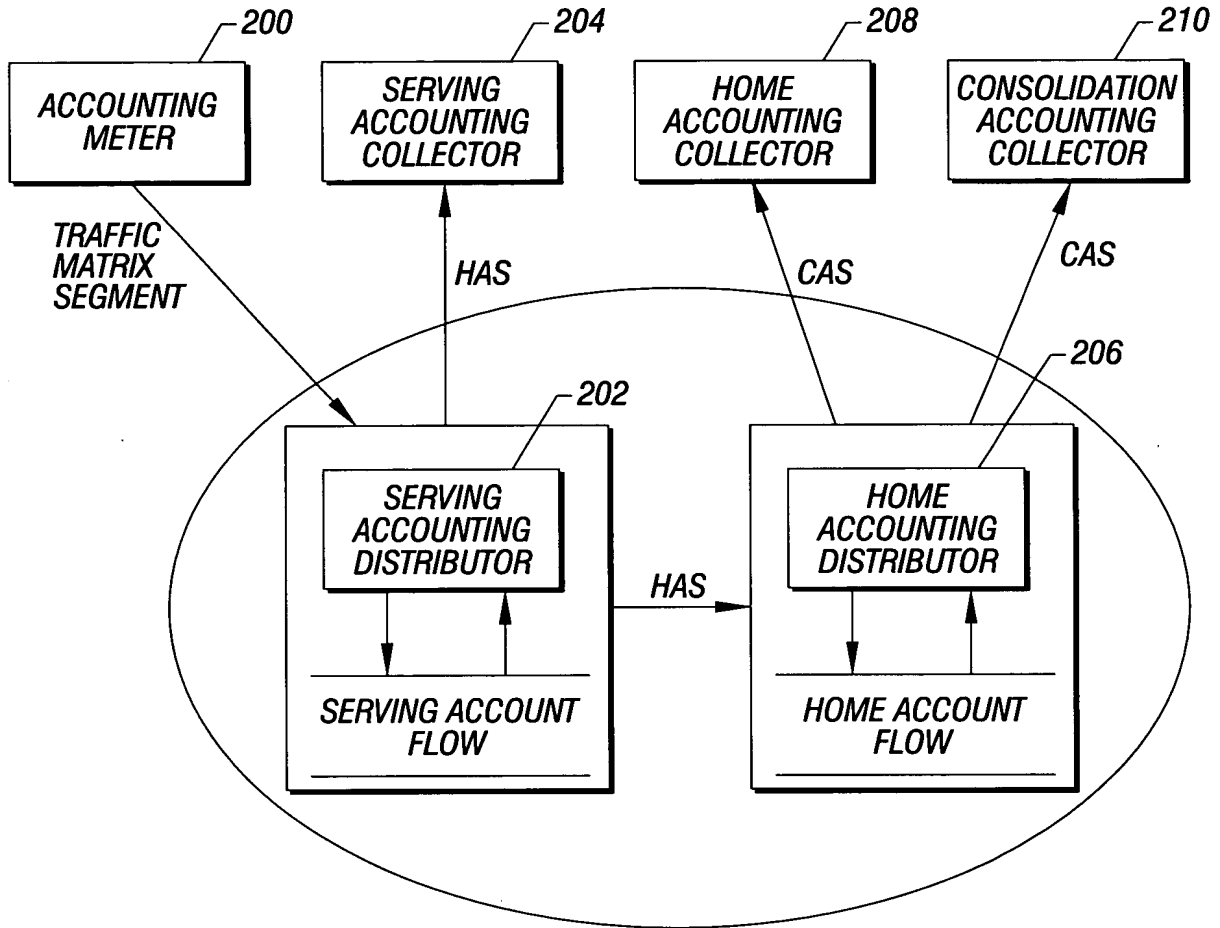 200
204
208
210
ACCOUNTING
METER
SERVING
ACCOUNTING
COLLECTOR
HOME
ACCOUNTING
COLLECTOR
CONSOLIDATION
ACCOUNTING
COLLECTOR
TRAFFIC
MATRIX
SEGMENT
HAS
CAS
CAS
202
206
SERVING
ACCOUNTING
DISTRIBUTOR
HOME
ACCOUNTING
DISTRIBUTOR
HAS
SERVING ACCOUNT
FLOW
HOME ACCOUNT
FLOW